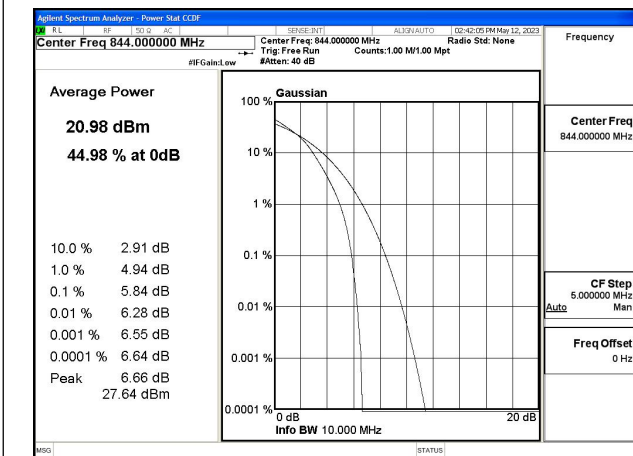 Agilent Spectrum Analyzer - Power Stat CCDF
RL RF 50 Ω AC SENSE:INT ALIGN AUTO 02:42:05 PM May 12, 2023
Center Freq 844.000000 MHz
Center Freq: 844.000000 MHz Radio Std: None
Trig: Free Run Counts:1.00 M/1.00 Mpt
#IFGain:Low #Atten: 40 dB
Frequency
Average Power
20.98 dBm
44.98 % at 0dB
10.0 % 2.91 dB
1.0 % 4.94 dB
0.1 % 5.84 dB
0.01 % 6.28 dB
0.001 % 6.55 dB
0.0001 % 6.64 dB
Peak 6.66 dB
27.64 dBm
Gaussian
100 %
10 %
1 %
0.1 %
0.01 %
0.001 %
0.0001 %
0 dB 20 dB
Info BW 10.000 MHz
Center Freq
844.000000 MHz
CF Step
5.000000 MHz
Auto Man
Freq Offset
0 Hz
MSG STATUS